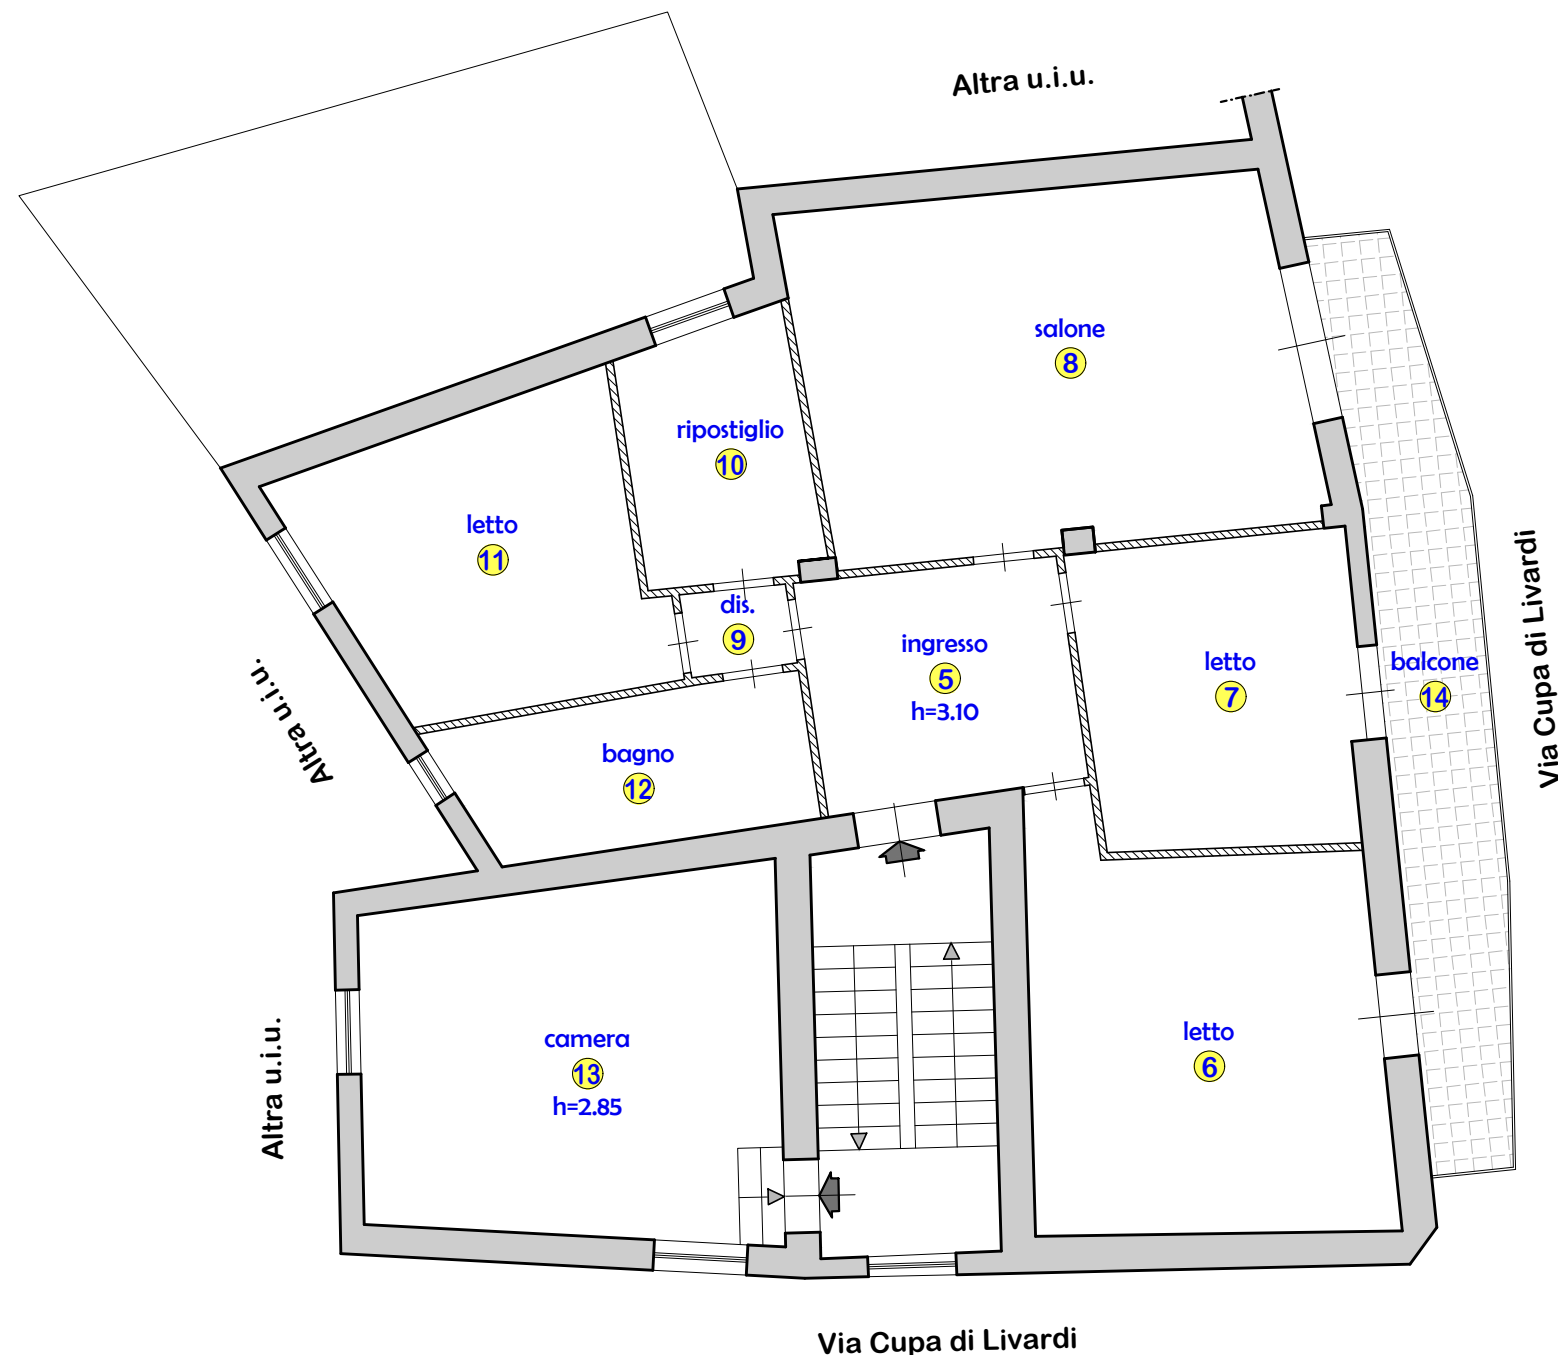 Altra u.i.u.
salone
8
ripostiglio
10
letto
11
dis.
9
ingresso
5
h=3.10
letto
7
balcone
14
Via Cupa di Livardi
Altra u.i.u.
bagno
12
camera
13
h=2.85
letto
6
Altra u.i.u.
Via Cupa di Livardi